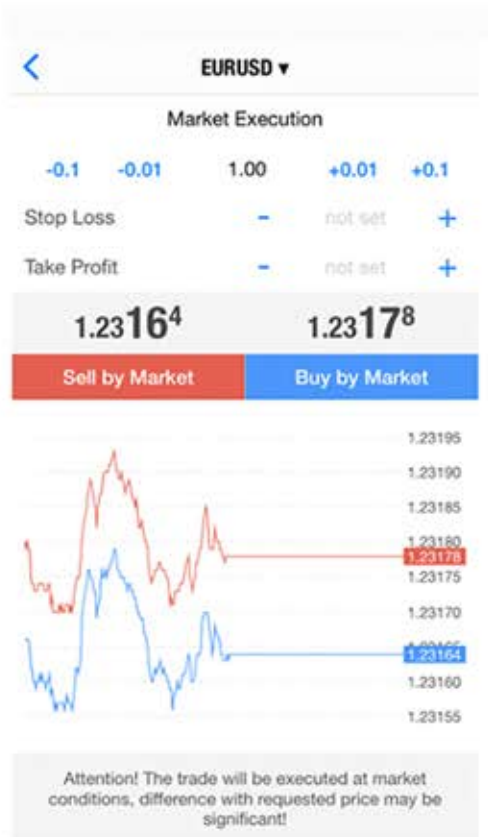 EURUSD ▾
Market Execution
-0.1 -0.01 1.00 +0.01 +0.1
Stop Loss - not set +
Take Profit - not set +
1.23164 1.23178
Sell by Market Buy by Market
1.23195
1.23190
1.23185
1.23180
1.23178
1.23175
1.23170
1.23164
1.23160
1.23155
Attention! The trade will be executed at market
conditions, difference with requested price may be
significant!